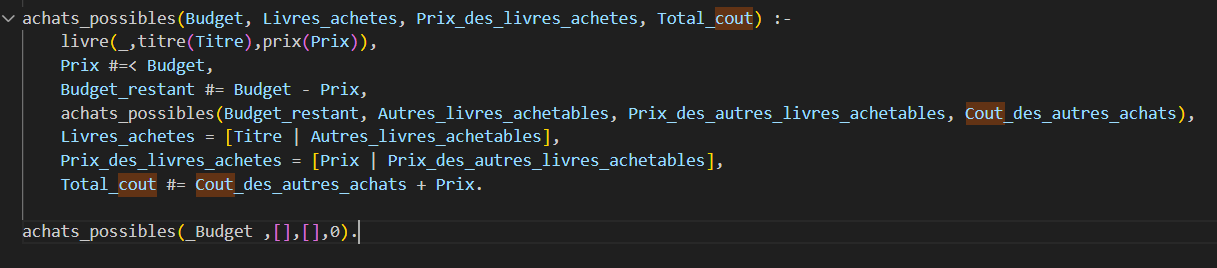 achats_possibles(Budget, Livres_achetes, Prix_des_livres_achetes, Total_cout) :-
livre(_,titre(Titre),prix(Prix)),
Prix #=< Budget,
Budget_restant #= Budget - Prix,
achats_possibles(Budget_restant, Autres_livres_achetables, Prix_des_autres_livres_achetables, Cout_des_autres_achats),
Livres_achetes = [Titre | Autres_livres_achetables],
Prix_des_livres_achetes = [Prix | Prix_des_autres_livres_achetables],
Total_cout #= Cout_des_autres_achats + Prix.
achats_possibles(_Budget ,[],[],0).